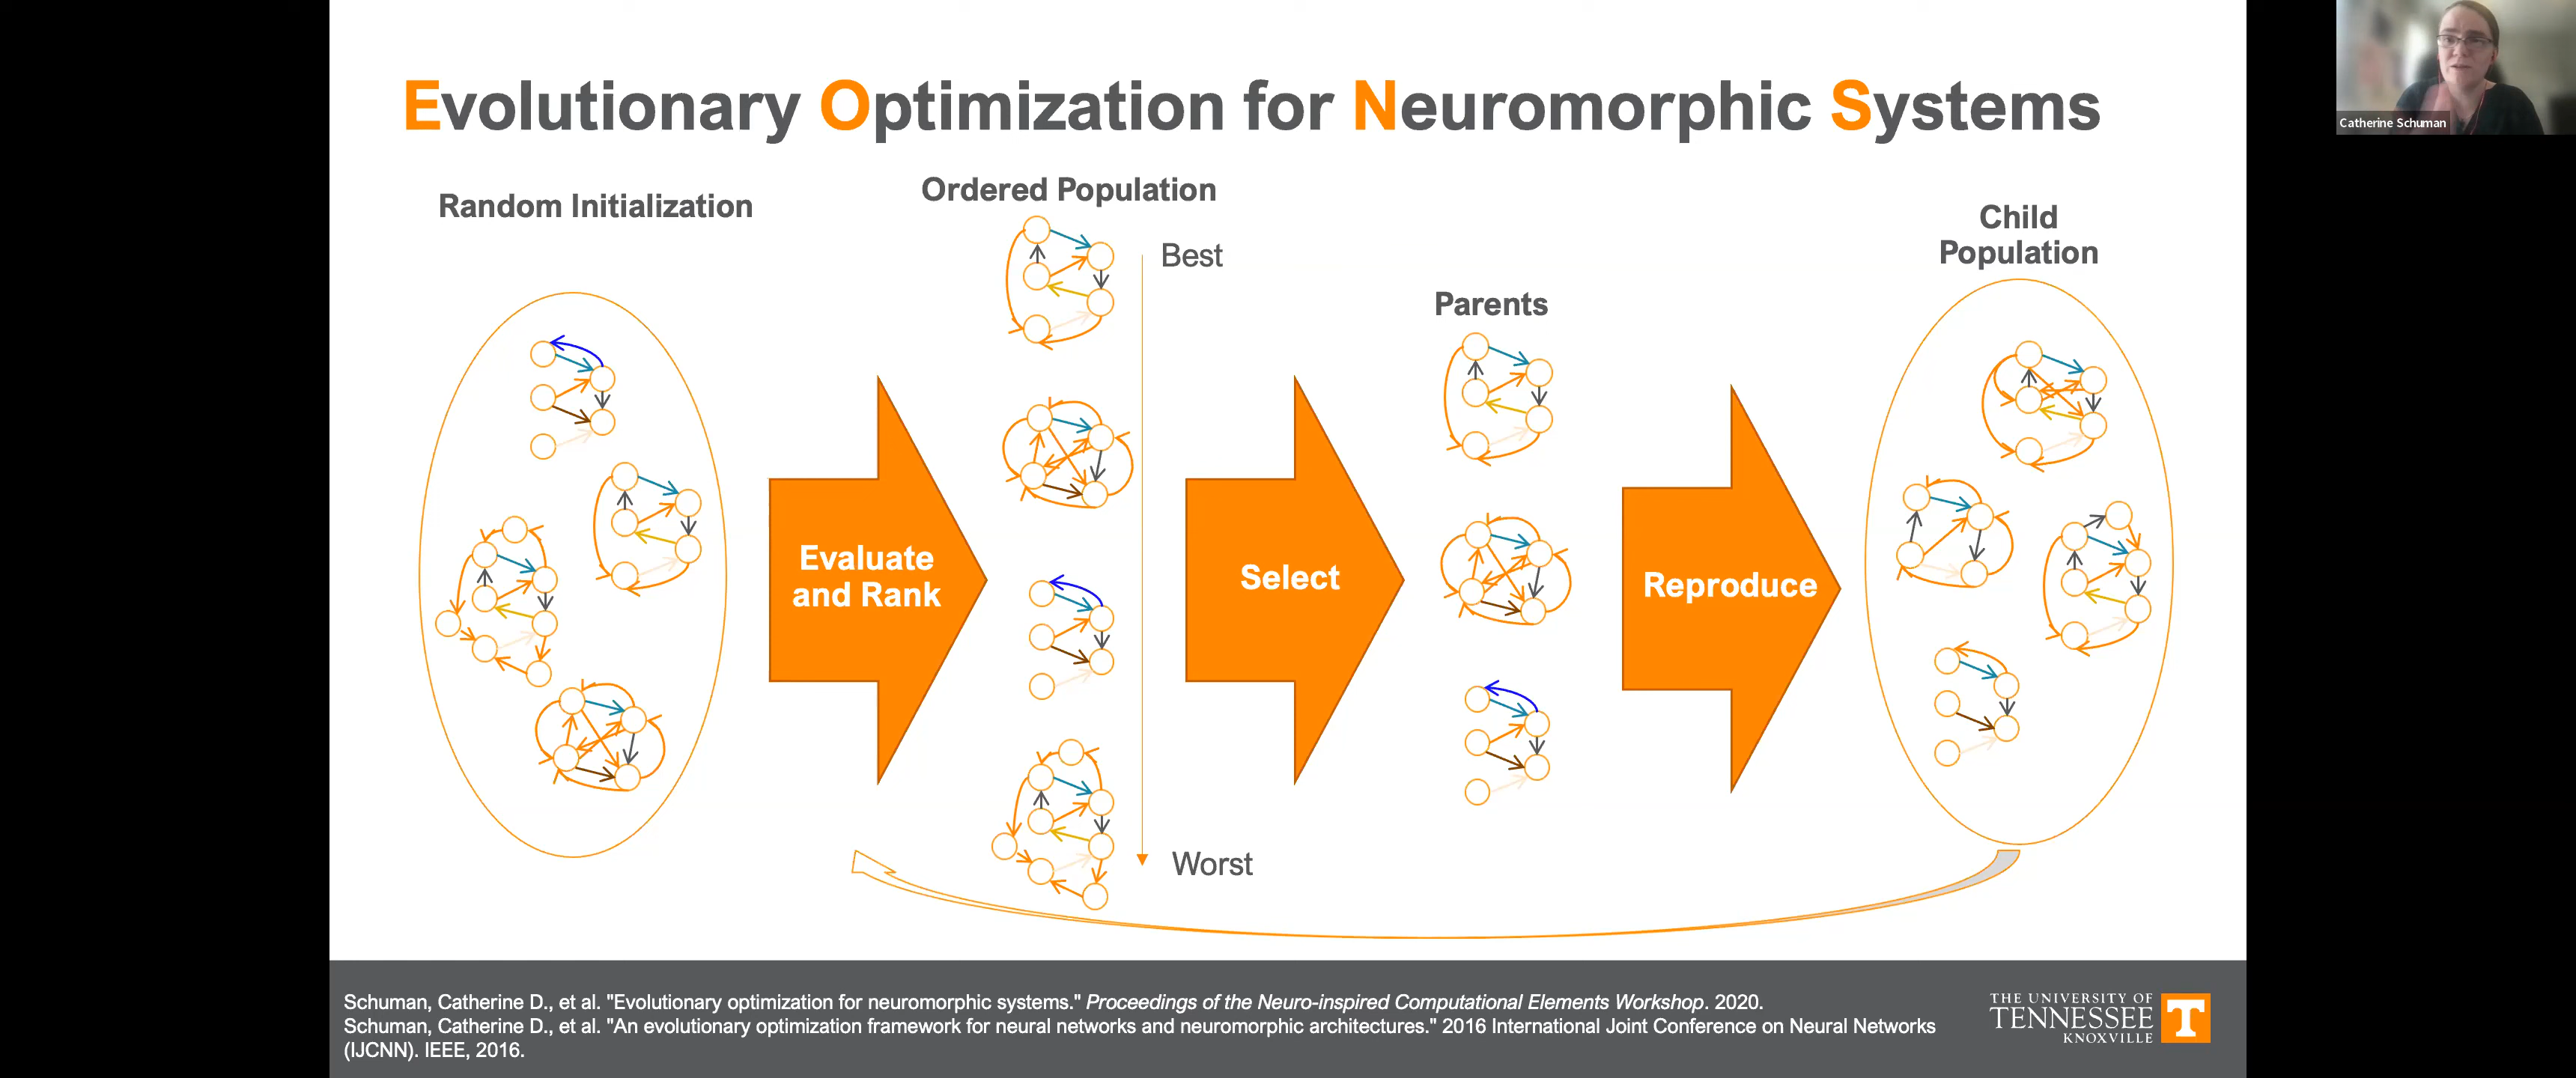 Evolutionary Optimization for Neuromorphic Systems
Catherine Schuman
Random Initialization
Ordered Population
Best
Worst
Parents
Child
Population
Evaluate
and Rank
Select
Reproduce
Schuman, Catherine D., et al. "Evolutionary optimization for neuromorphic systems." Proceedings of the Neuro-inspired Computational Elements Workshop. 2020.
Schuman, Catherine D., et al. "An evolutionary optimization framework for neural networks and neuromorphic architectures." 2016 International Joint Conference on Neural Networks
(IJCNN). IEEE, 2016.
THE UNIVERSITY OF
TENNESSEE
KNOXVILLE
T